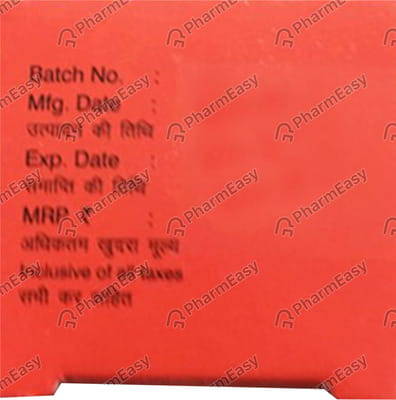 Batch No. :
Mfg. Date :
उत्पादन की तिथि
Exp. Date :
समाप्ति की तिथि
MRP ₹ :
अधिकतम खुदरा मूल्य
Inclusive of all taxes
सभी कर सहित
PharmEasy